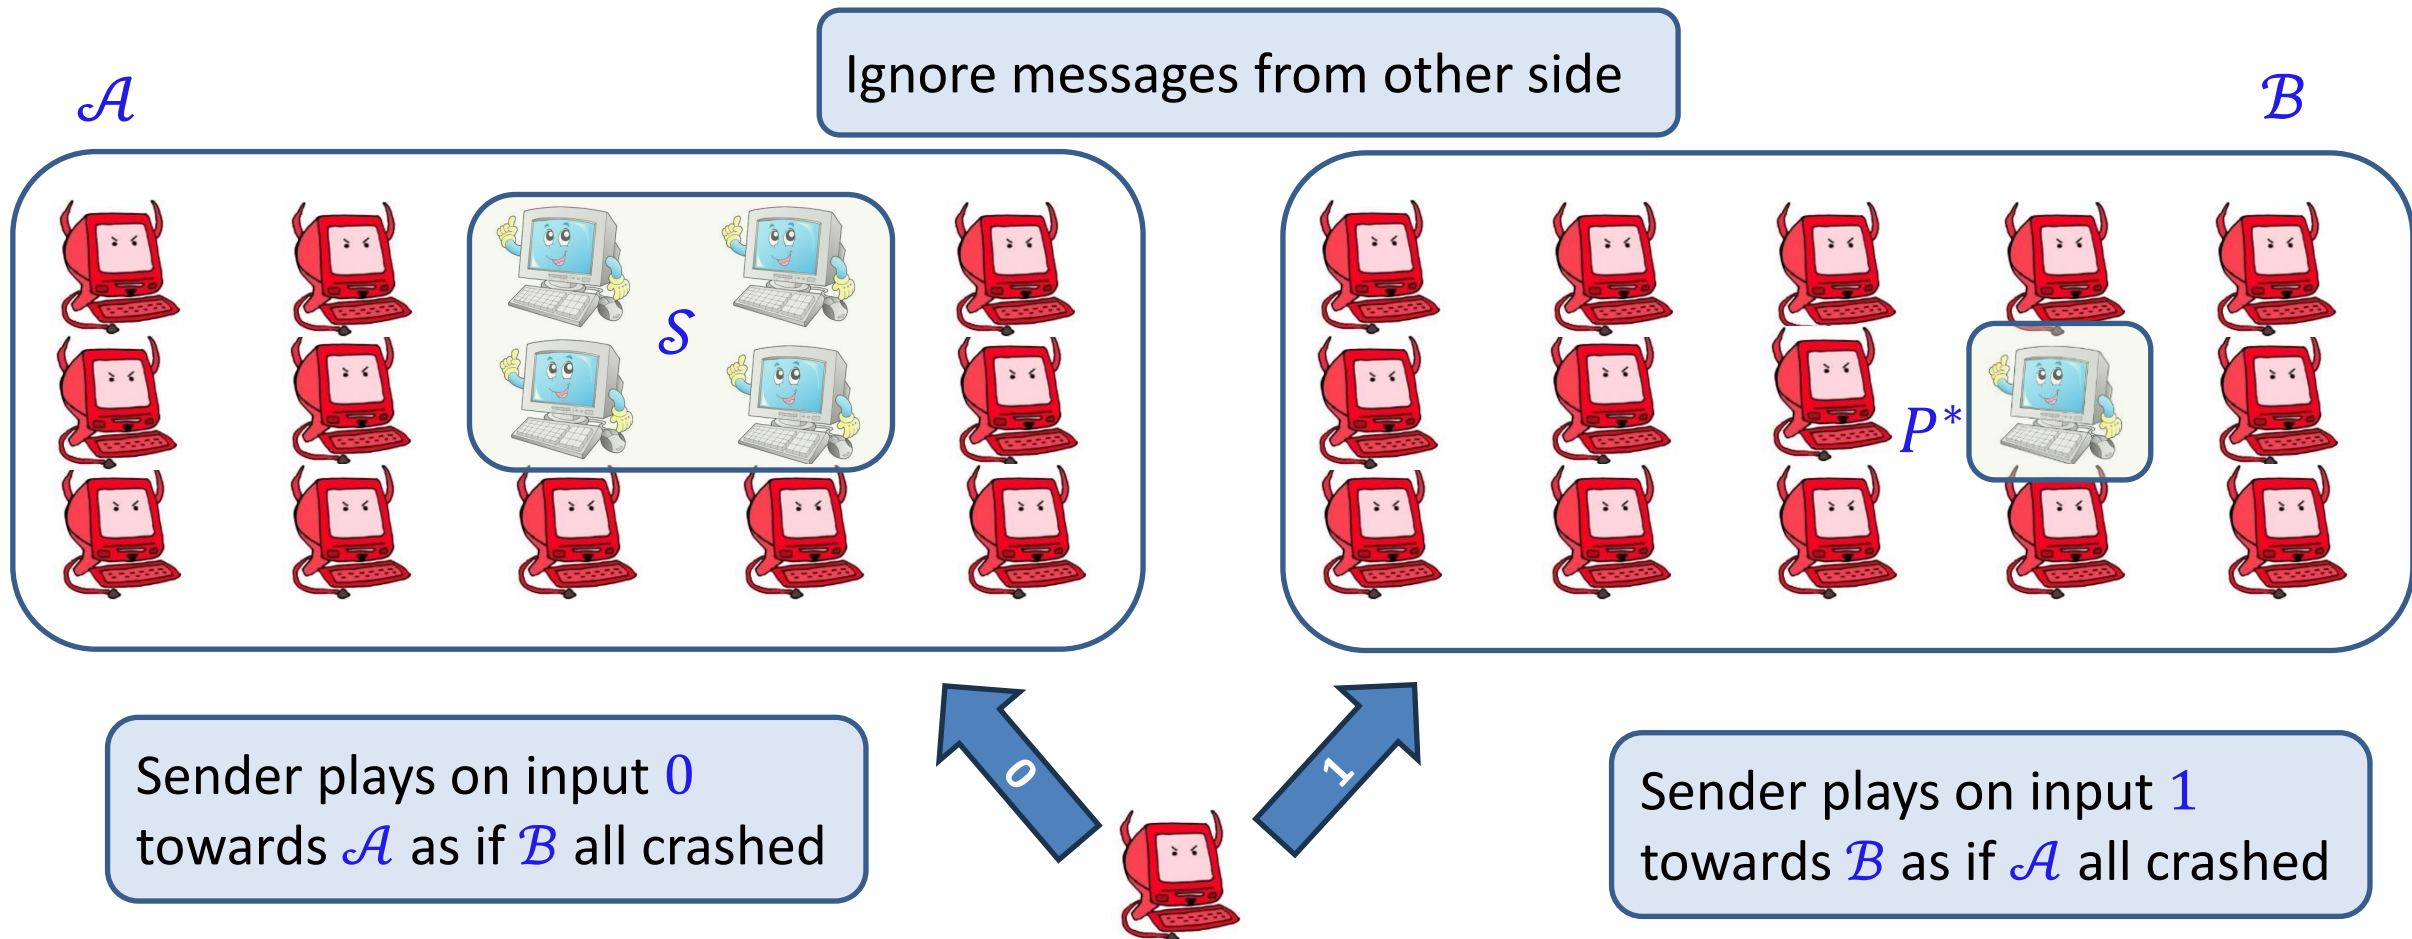 Ignore messages from other side
𝒜
ℬ
𝒮
P*
0
1
Sender plays on input 0
towards 𝒜 as if ℬ all crashed
Sender plays on input 1
towards ℬ as if 𝒜 all crashed